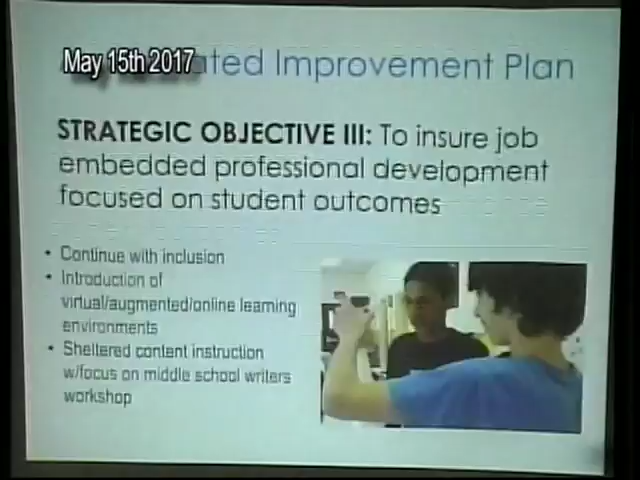 May 15th 2017
ated Improvement Plan
STRATEGIC OBJECTIVE III: To insure job
embedded professional development
focused on student outcomes
• Continue with inclusion
• Introduction of
virtual/augmented/online learning
environments
• Sheltered content instruction
w/focus on middle school writers
workshop